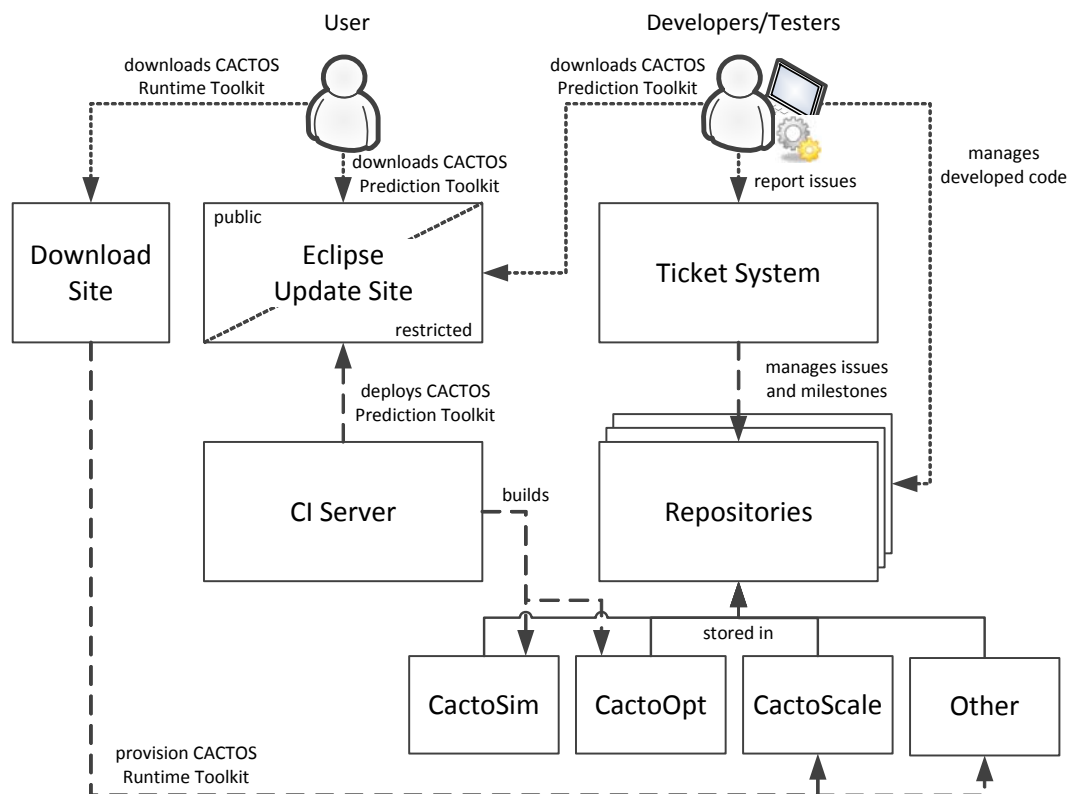 User
Developers/Testers
downloads CACTOS
Runtime Toolkit
downloads CACTOS
Prediction Toolkit
downloads CACTOS
Prediction Toolkit
report issues
manages
developed code
public
Eclipse
Update Site
restricted
Download
Site
Ticket System
deploys CACTOS
Prediction Toolkit
manages issues
and milestones
CI Server
builds
Repositories
stored in
CactoSim
CactoOpt
CactoScale
Other
provision CACTOS
Runtime Toolkit